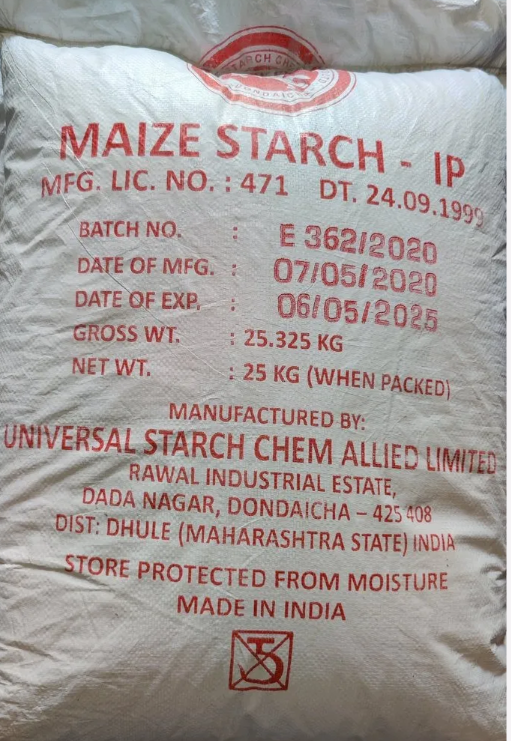 MAIZE STARCH - IP
MFG. LIC. NO. : 471 DT. 24.09.1999
BATCH NO. : E 362/2020
DATE OF MFG. : 07/05/2020
DATE OF EXP. : 06/05/2025
GROSS WT. : 25.325 KG
NET WT. : 25 KG (WHEN PACKED)
MANUFACTURED BY:
UNIVERSAL STARCH CHEM ALLIED LIMITED
RAWAL INDUSTRIAL ESTATE,
DADA NAGAR, DONDAICHA – 425 408
DIST: DHULE (MAHARASHTRA STATE) INDIA
STORE PROTECTED FROM MOISTURE
MADE IN INDIA